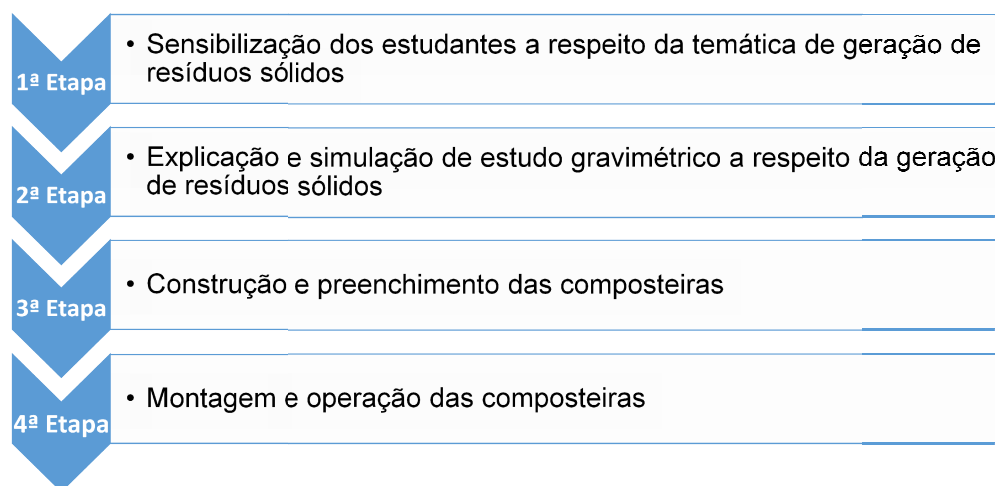 1ª Etapa
• Sensibilização dos estudantes a respeito da temática de geração de
resíduos sólidos
2ª Etapa
• Explicação e simulação de estudo gravimétrico a respeito da geração
de resíduos sólidos
3ª Etapa
• Construção e preenchimento das composteiras
4ª Etapa
• Montagem e operação das composteiras